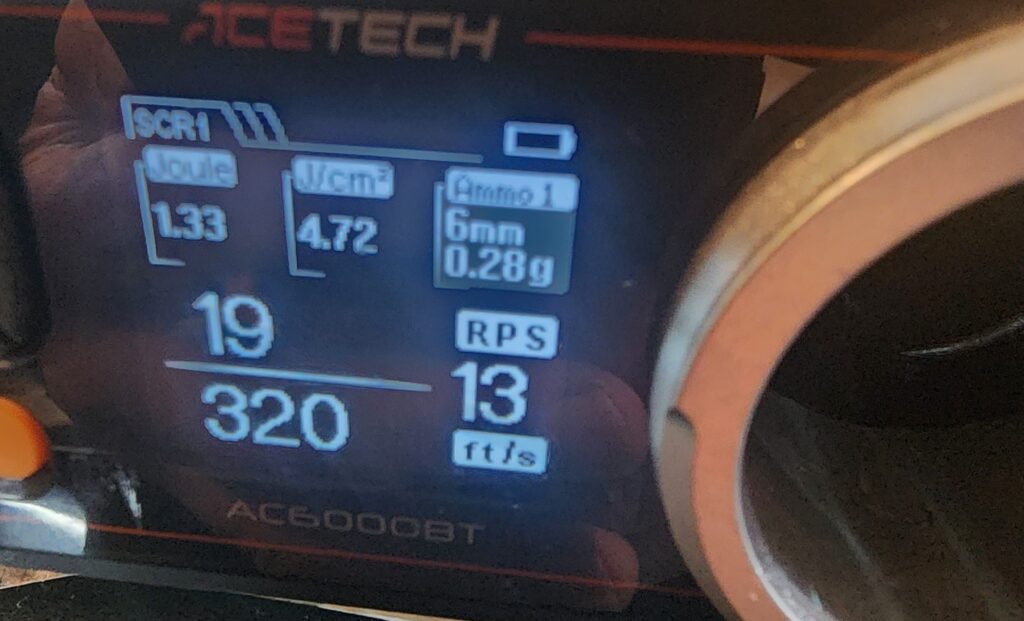 ACETECH
SCR1
Joule
1.33
J/cm²
4.72
Ammo 1
6mm
0.28g
19
320
RPS
13
ft/s
AC6000BT